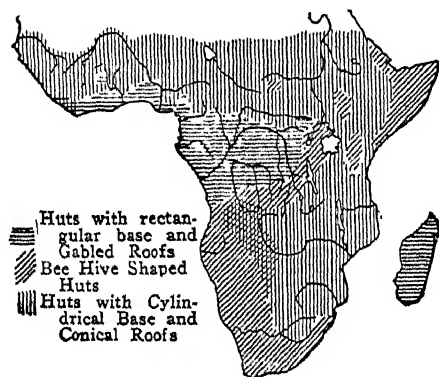 Huts with rectan-
gular base and
Gabled Roofs
Bee Hive Shaped
Huts
Huts with Cylin-
drical Base and
Conical Roofs